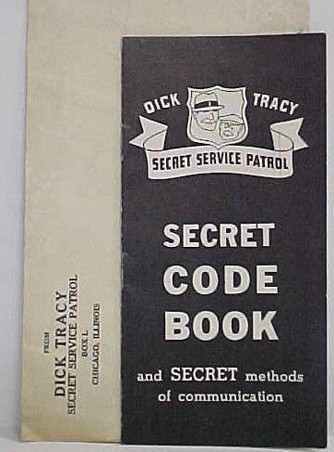 DICK TRACY
SECRET SERVICE PATROL
SECRET
CODE
BOOK
and SECRET methods
of communication
FROM
DICK TRACY
SECRET SERVICE PATROL
BOX L
CHICAGO, ILLINOIS